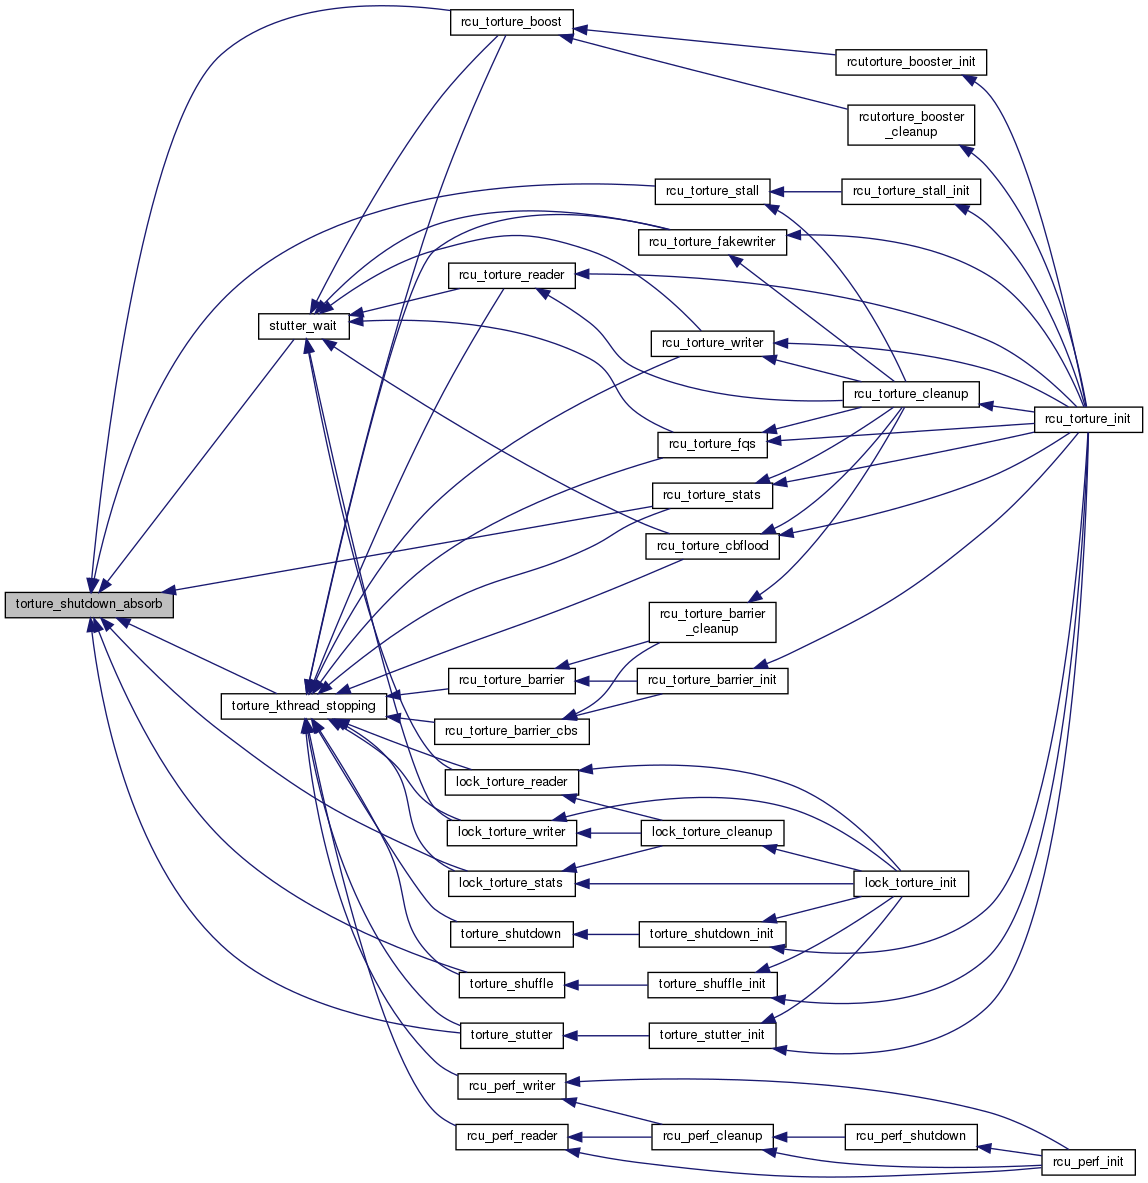 rcu_torture_boost
rcutorture_booster_init
rcutorture_booster
_cleanup
rcu_torture_stall
rcu_torture_stall_init
rcu_torture_fakewriter
rcu_torture_reader
stutter_wait
rcu_torture_writer
rcu_torture_cleanup
rcu_torture_init
rcu_torture_fqs
rcu_torture_stats
rcu_torture_cbflood
torture_shutdown_absorb
rcu_torture_barrier
_cleanup
rcu_torture_barrier
rcu_torture_barrier_init
torture_kthread_stopping
rcu_torture_barrier_cbs
lock_torture_reader
lock_torture_writer
lock_torture_cleanup
lock_torture_stats
lock_torture_init
torture_shutdown
torture_shutdown_init
torture_shuffle
torture_shuffle_init
torture_stutter
torture_stutter_init
rcu_perf_writer
rcu_perf_reader
rcu_perf_cleanup
rcu_perf_shutdown
rcu_perf_init